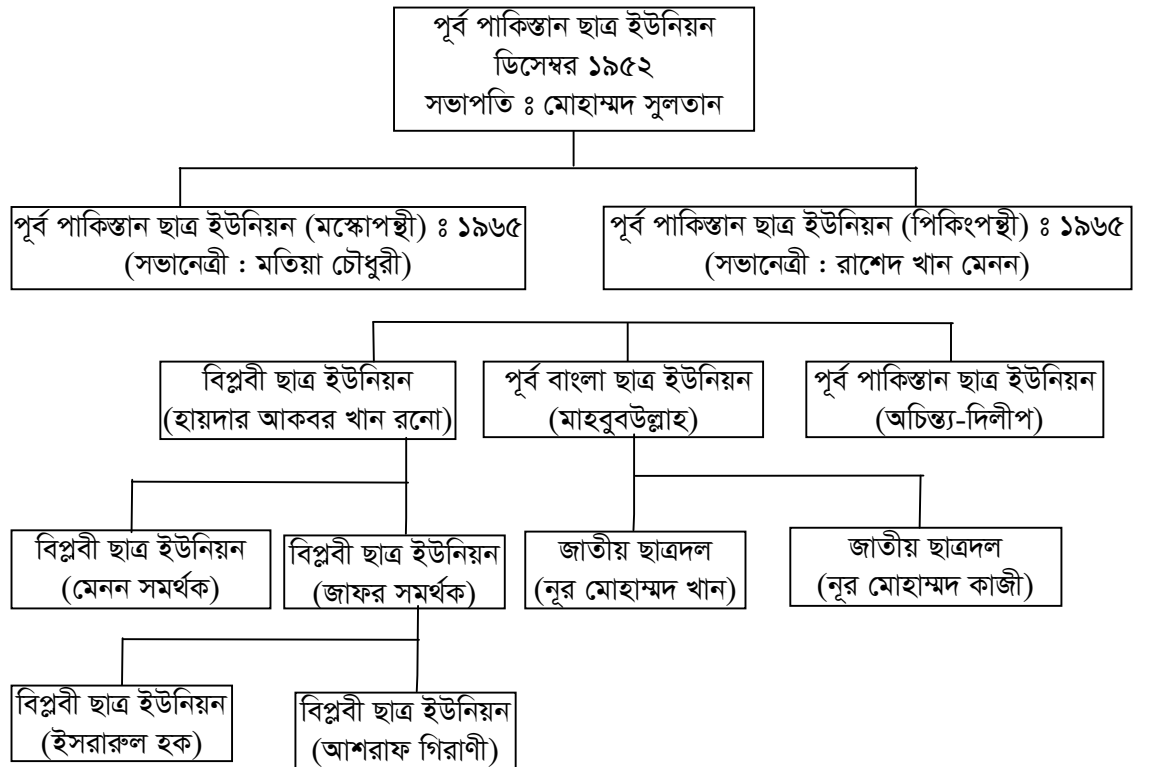 পূর্ব পাকিস্তান ছাত্র ইউনিয়ন
ডিসেম্বর ১৯৫২
সভাপতি ঃ মোহাম্মদ সুলতান
পূর্ব পাকিস্তান ছাত্র ইউনিয়ন (মস্কোপন্থী) ঃ ১৯৬৫
(সভানেত্রী : মতিয়া চৌধুরী)
পূর্ব পাকিস্তান ছাত্র ইউনিয়ন (পিকিংপন্থী) ঃ ১৯৬৫
(সভানেত্রী : রাশেদ খান মেনন)
বিপ্লবী ছাত্র ইউনিয়ন
(হায়দার আকবর খান রনো)
পূর্ব বাংলা ছাত্র ইউনিয়ন
(মাহবুবউল্লাহ)
পূর্ব পাকিস্তান ছাত্র ইউনিয়ন
(অচিন্ত্য-দিলীপ)
বিপ্লবী ছাত্র ইউনিয়ন
(মেনন সমর্থক)
বিপ্লবী ছাত্র ইউনিয়ন
(জাফর সমর্থক)
জাতীয় ছাত্রদল
(নূর মোহাম্মদ খান)
জাতীয় ছাত্রদল
(নূর মোহাম্মদ কাজী)
বিপ্লবী ছাত্র ইউনিয়ন
(ইসরারুল হক)
বিপ্লবী ছাত্র ইউনিয়ন
(আশরাফ গিরাণী)